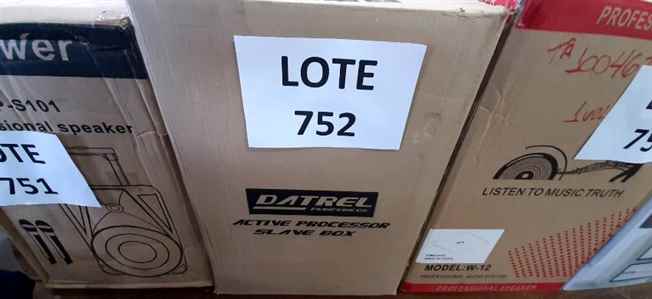 ower
P-S101
sional speaker
OTE
751
LOTE
752
DATREL
ACTIVE PROCESSOR
SLAVE BOX
PROFES
LISTEN TO MUSIC TRUTH
MODEL:W-12
PROFESSIONAL SPEAKER